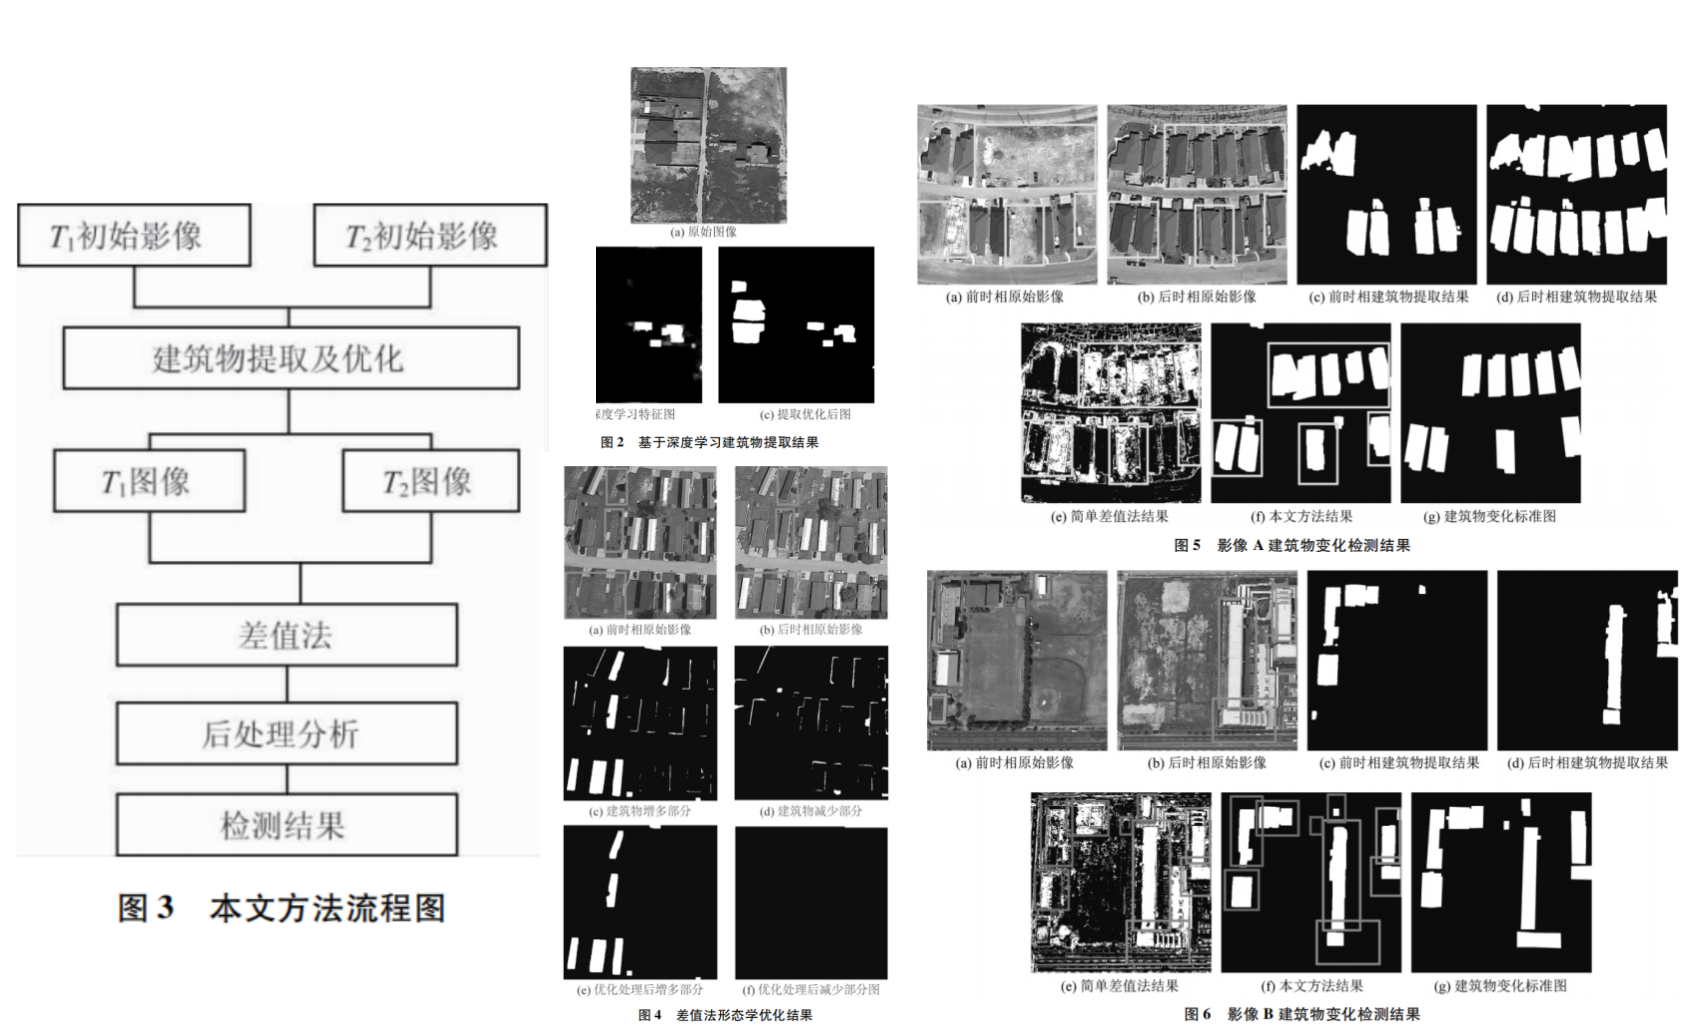 T₁初始影像
T₂初始影像
建筑物提取及优化
T₁图像
T₂图像
差值法
后处理分析
检测结果
图 3 本文方法流程图
(a) 原始图像
度学习特征图
(c) 提取优化后图
图 2 基于深度学习建筑物提取结果
(a) 前时相原始影像
(b) 后时相原始影像
(c) 建筑物增多部分
(d) 建筑物减少部分
(e) 优化处理后增多部分
(f) 优化处理后减少部分图
图 4 差值法形态学优化结果
(a) 前时相原始影像
(b) 后时相原始影像
(c) 前时相建筑物提取结果
(d) 后时相建筑物提取结果
(e) 简单差值法结果
(f) 本文方法结果
(g) 建筑物变化标准图
图 5 影像 A 建筑物变化检测结果
(a) 前时相原始影像
(b) 后时相原始影像
(c) 前时相建筑物提取结果
(d) 后时相建筑物提取结果
(e) 简单差值法结果
(f) 本文方法结果
(g) 建筑物变化标准图
图 6 影像 B 建筑物变化检测结果